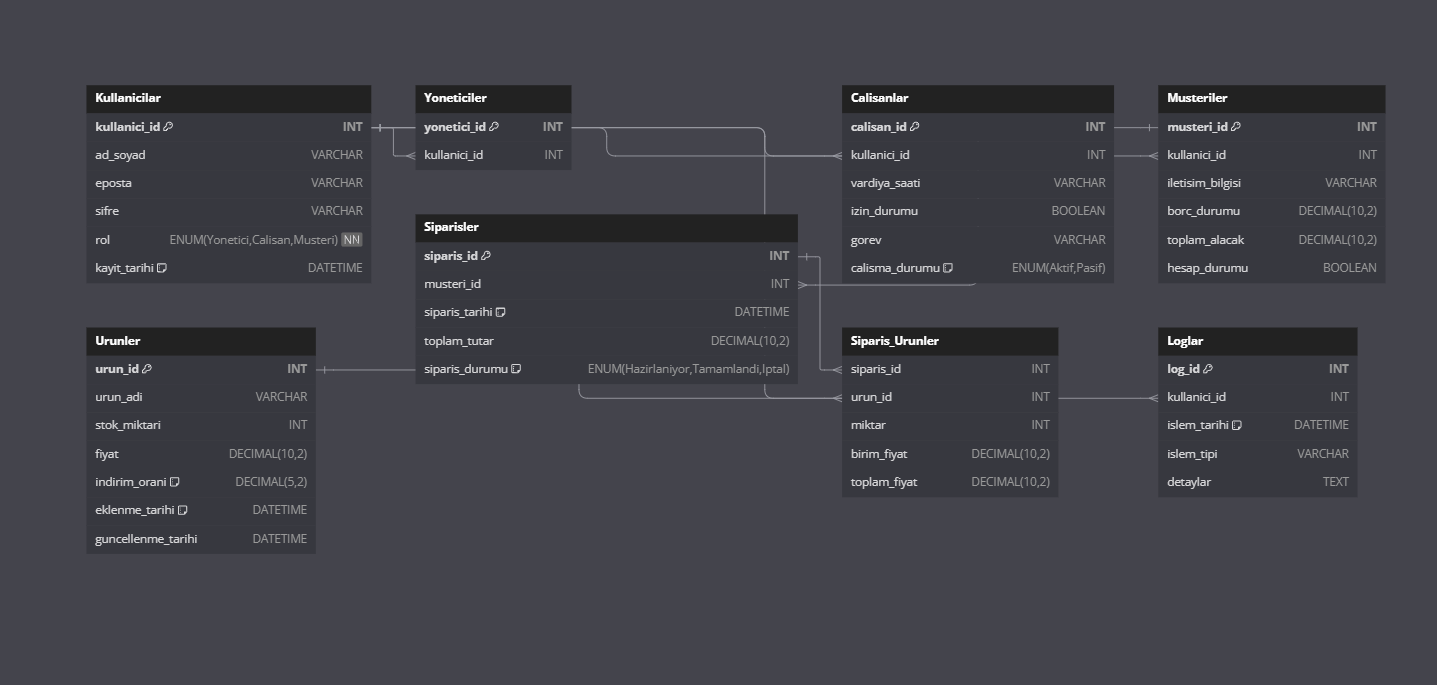 Kullanicilar
kullanici_id INT
ad_soyad VARCHAR
eposta VARCHAR
sifre VARCHAR
rol ENUM(Yonetici,Calisan,Musteri) NN
kayit_tarihi DATETIME
Yoneticiler
yonetici_id INT
kullanici_id INT
Calisanlar
calisan_id INT
kullanici_id INT
vardiya_saati VARCHAR
izin_durumu BOOLEAN
gorev VARCHAR
calisma_durumu ENUM(Aktif,Pasif)
Musteriler
musteri_id INT
kullanici_id INT
iletisim_bilgisi VARCHAR
borc_durumu DECIMAL(10,2)
toplam_alacak DECIMAL(10,2)
hesap_durumu BOOLEAN
Siparisler
siparis_id INT
musteri_id INT
siparis_tarihi DATETIME
toplam_tutar DECIMAL(10,2)
siparis_durumu ENUM(Hazirlaniyor,Tamamlandi,Iptal)
Urunler
urun_id INT
urun_adi VARCHAR
stok_miktari INT
fiyat DECIMAL(10,2)
indirim_orani DECIMAL(5,2)
eklenme_tarihi DATETIME
guncellenme_tarihi DATETIME
Siparis_Urunler
siparis_id INT
urun_id INT
miktar INT
birim_fiyat DECIMAL(10,2)
toplam_fiyat DECIMAL(10,2)
Loglar
log_id INT
kullanici_id INT
islem_tarihi DATETIME
islem_tipi VARCHAR
detaylar TEXT